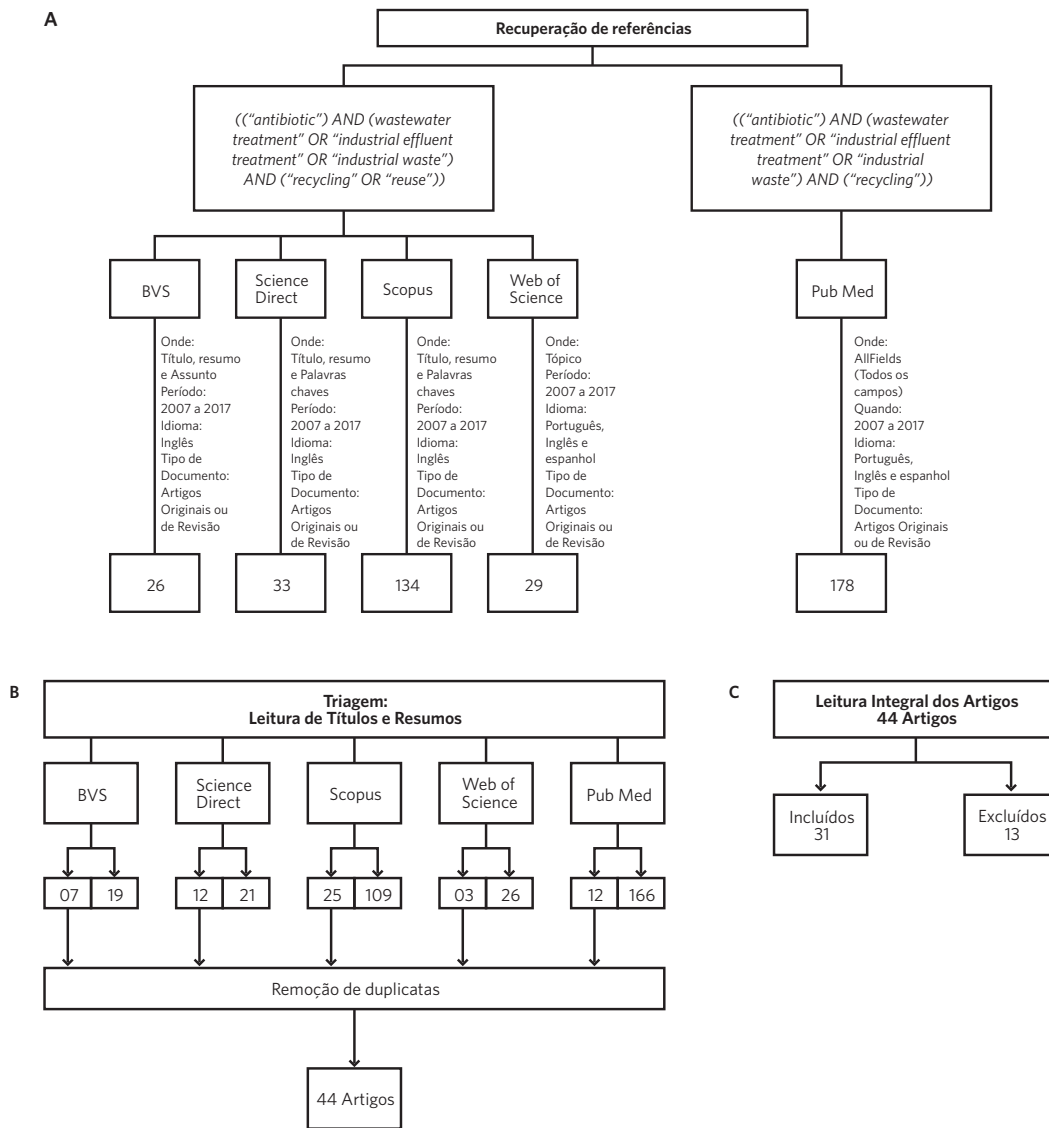 A
Recuperação de referências
((“antibiotic”) AND (wastewater
treatment” OR “industrial effluent
treatment” OR “industrial waste”)
AND (“recycling” OR “reuse”))
((“antibiotic”) AND (wastewater
treatment” OR “industrial effluent
treatment” OR “industrial
waste”) AND (“recycling”))
BVS
Science
Direct
Scopus
Web of
Science
Pub Med
Onde:
Título, resumo
e Assunto
Período:
2007 a 2017
Idioma:
Inglês
Tipo de
Documento:
Artigos
Originais ou
de Revisão
Onde:
Título, resumo
e Palavras
chaves
Período:
2007 a 2017
Idioma:
Inglês
Tipo de
Documento:
Artigos
Originais ou
de Revisão
Onde:
Título, resumo
e Palavras
chaves
Período:
2007 a 2017
Idioma:
Inglês
Tipo de
Documento:
Artigos
Originais ou
de Revisão
Onde:
Tópico
Período:
2007 a 2017
Idioma:
Português,
Inglês e
espanhol
Tipo de
Documento:
Artigos
Originais ou
de Revisão
Onde:
AllFields
(Todos os
campos)
Quando:
2007 a 2017
Idioma:
Português,
Inglês e espanhol
Tipo de
Documento:
Artigos Originais
ou de Revisão
26
33
134
29
178
B
Triagem:
Leitura de Títulos e Resumos
BVS
Science
Direct
Scopus
Web of
Science
Pub Med
07 19
12 21
25 109
03 26
12 166
Remoção de duplicatas
44 Artigos
C
Leitura Integral dos Artigos
44 Artigos
Incluídos
31
Excluídos
13